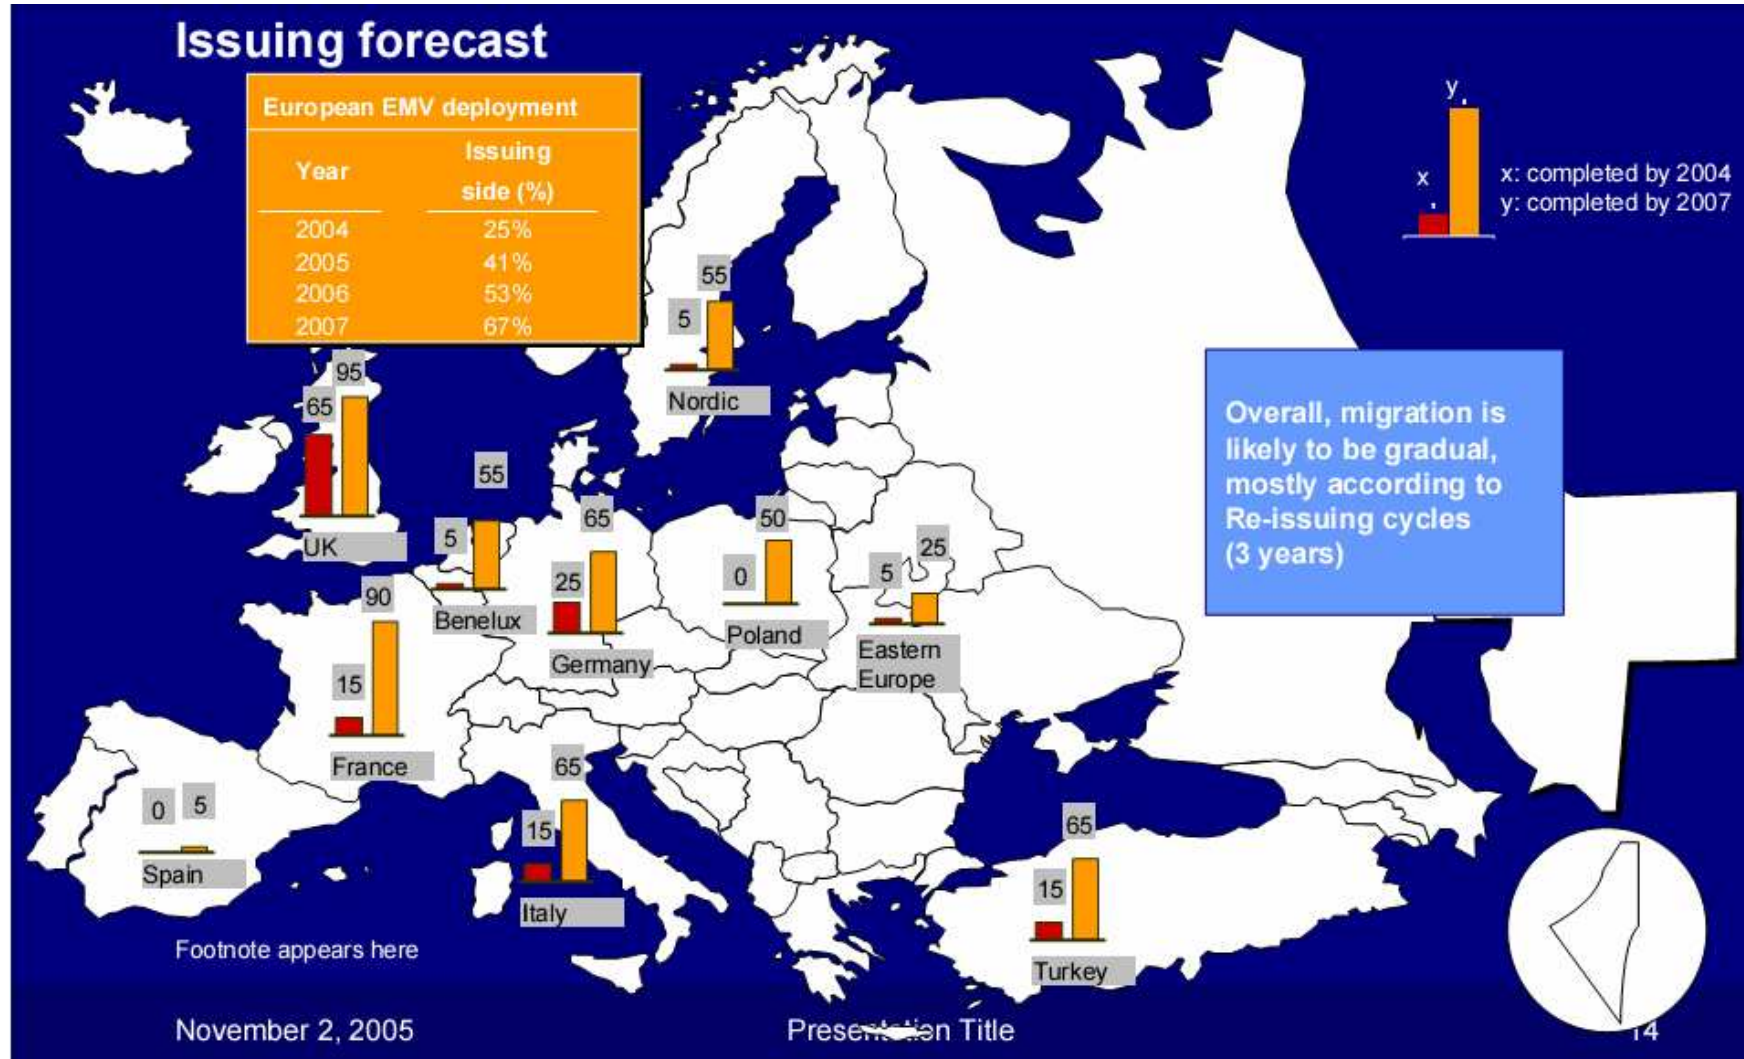 Issuing forecast
European EMV deployment
Year
Issuing
side (%)
2004 25%
2005 41%
2006 53%
2007 67%
y
x
x: completed by 2004
y: completed by 2007
55
5
Nordic
95
65
UK
55
5
Benelux
65
25
Germany
50
0
Poland
25
5
Eastern
Europe
Overall, migration is
likely to be gradual,
mostly according to
Re-issuing cycles
(3 years)
90
15
France
0 5
Spain
65
15
Italy
65
15
Turkey
Footnote appears here
November 2, 2005
Presentation Title
14